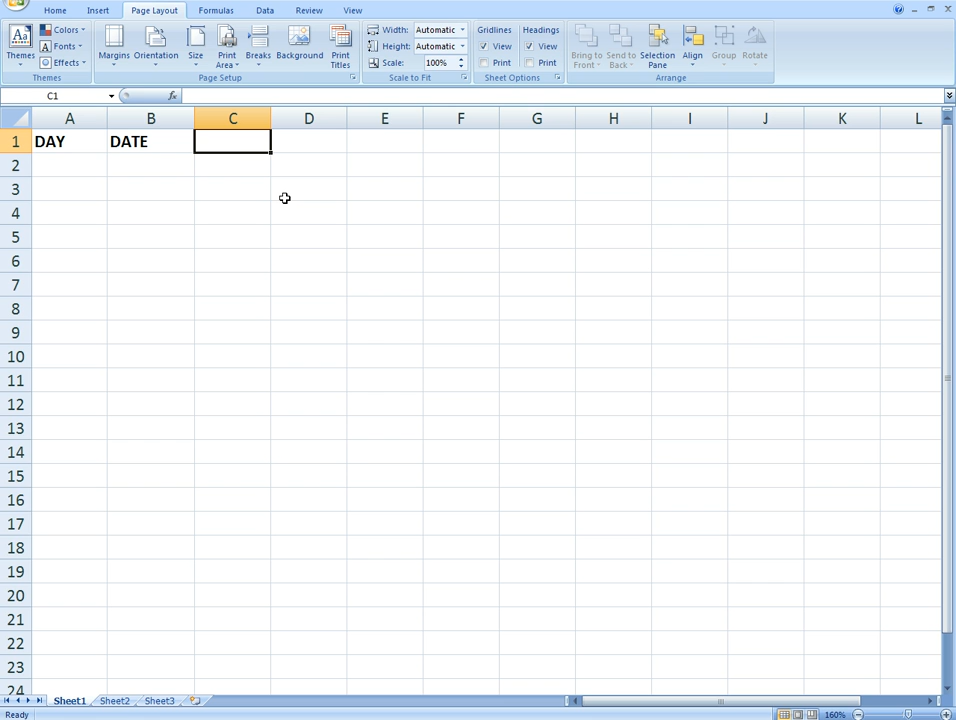 Home Insert Page Layout Formulas Data Review View
Themes Colors Fonts Effects Margins Orientation Size Print Area Breaks Background Print Titles Width: Automatic Height: Automatic Scale: 100% Gridlines View Print Headings View Print Bring to Front Send to Back Selection Pane Align Group Rotate
Themes Page Setup Scale to Fit Sheet Options Arrange
C1 fx
A B C D E F G H I J K L
1 DAY DATE
2
3
4
5
6
7
8
9
10
11
12
13
14
15
16
17
18
19
20
21
22
23
24
Sheet1 Sheet2 Sheet3
Ready 160%